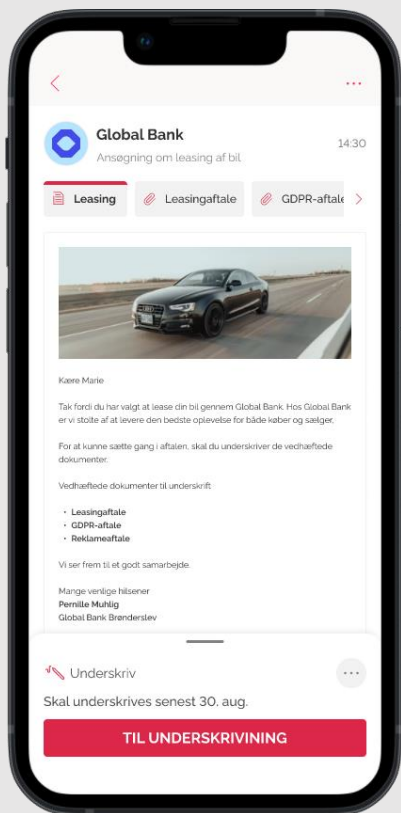 Global Bank
14:30
Ansøgning om leasing af bil
Leasing
Leasingaftale
GDPR-aftale
Kære Marie
Tak fordi du har valgt at lease din bil gennem Global Bank. Hos Global Bank
er vi stolte af at levere den bedste oplevelse for både køber og sælger.
For at kunne sætte gang i aftalen, skal du underskriver de vedhæftede
dokumenter.
Vedhæftede dokumenter til underskrift
• Leasingaftale
• GDPR-aftale
• Reklameaftale
Vi ser frem til et godt samarbejde.
Mange venlige hilsener
Pernille Muhlig
Global Bank Brønderslev
Underskriv
Skal underskrives senest 30. aug.
TIL UNDERSKRIVINING